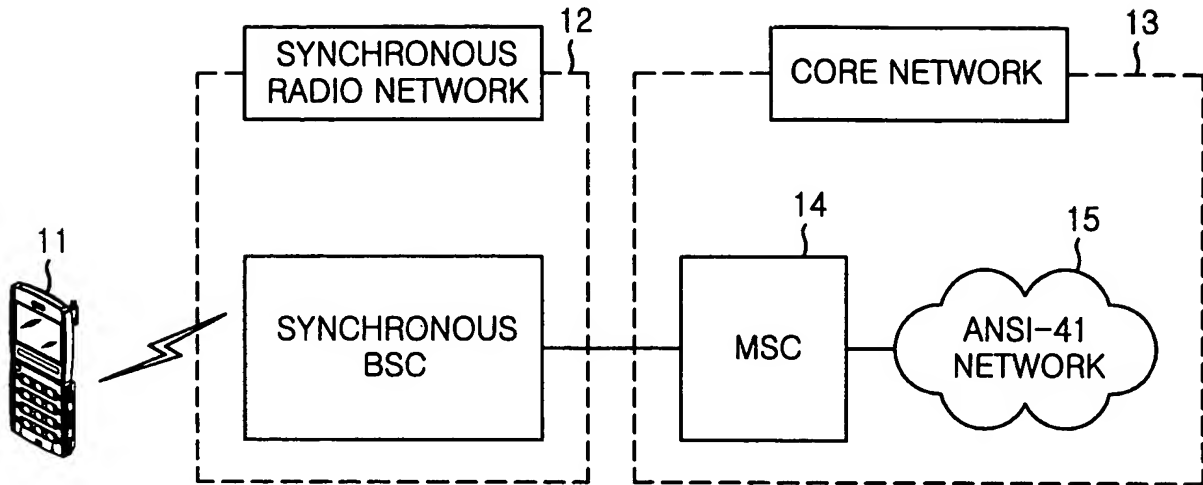 12
SYNCHRONOUS
RADIO NETWORK
13
CORE NETWORK
11
SYNCHRONOUS
BSC
14
MSC
15
ANSI-41
NETWORK